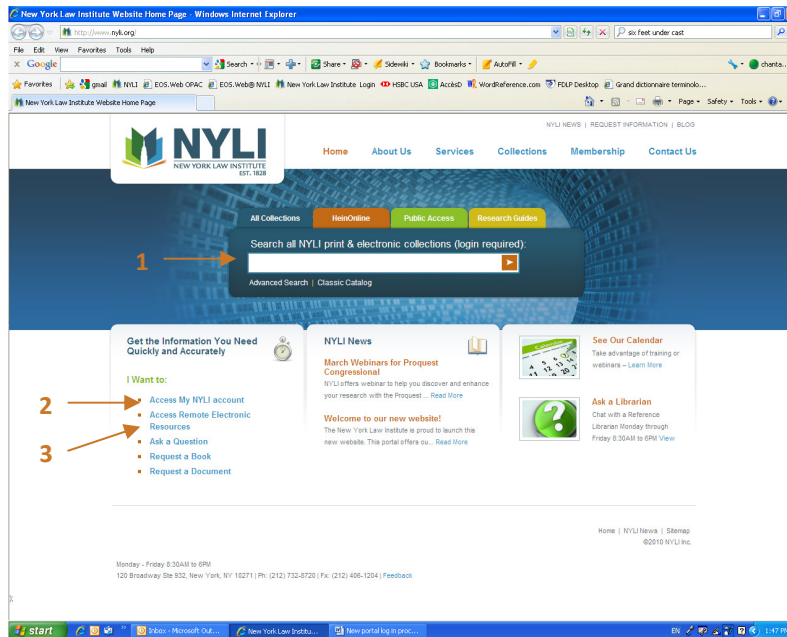 New York Law Institute Website Home Page - Windows Internet Explorer
http://www.nyli.org/
six feet under cast
File Edit View Favorites Tools Help
x Google Search Share Sidewiki Bookmarks AutoFill chanta...
Favorites gmail NYLI EOS.Web OPAC EOS.Web@ NYLI New York Law Institute Login HSBC USA AccèsD WordReference.com FDLP Desktop Grand dictionnaire terminolo...
New York Law Institute Website Home Page Page Safety Tools
NYLI NEWS | REQUEST INFORMATION | BLOG
NYLI
NEW YORK LAW INSTITUTE
EST. 1828
Home About Us Services Collections Membership Contact Us
All Collections HeinOnline Public Access Research Guides
Search all NYLI print & electronic collections (login required):
1
Advanced Search | Classic Catalog
Get the Information You Need
Quickly and Accurately
I Want to:
2
Access My NYLI account
Access Remote Electronic
Resources
3
Ask a Question
Request a Book
Request a Document
NYLI News
March Webinars for Proquest
Congressional
NYLI offers webinar to help you discover and enhance
your research with the Proquest ... Read More
Welcome to our new website!
The New York Law Institute is proud to launch this
new website. This portal offers ou... Read More
Calendar
See Our Calendar
Take advantage of training or
webinars – Learn More
Ask a Librarian
Chat with a Reference
Librarian Monday through
Friday 8:30AM to 6PM View
Home | NYLI News | Sitemap
©2010 NYLI Inc.
Monday - Friday 8:30AM to 6PM
120 Broadway Ste 932, New York, NY 10271 | Ph: (212) 732-8720 | Fx: (212) 406-1204 | Feedback
start Inbox - Microsoft Out... New York Law Institu... New portal log in proc... EN 1:47 PM